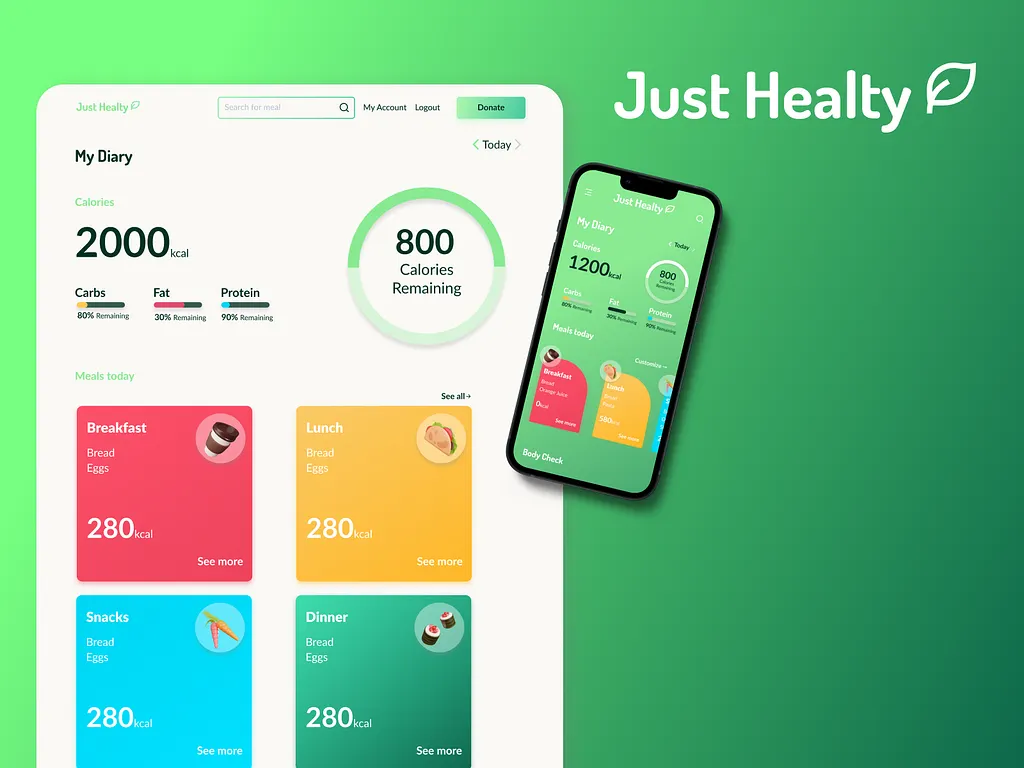 Just Healty
Just Healty
Search for meal
My Account
Logout
Donate
My Diary
Today
Calories
2000kcal
800
Calories
Remaining
Carbs
Fat
Protein
80% Remaining
30% Remaining
90% Remaining
Meals today
See all→
Breakfast
Bread
Eggs
280kcal
See more
Lunch
Bread
Eggs
280kcal
See more
Snacks
Bread
Eggs
280kcal
See more
Dinner
Bread
Eggs
280kcal
See more
Just Healty
My Diary
Today
Calories
1200kcal
800
Calories
Remaining
Carbs
Fat
Protein
80% Remaining
30% Remaining
90% Remaining
Meals today
Customize→
Breakfast
Bread
Orange Juice
0kcal
See more
Lunch
Bread
580kcal
See more
Body Check